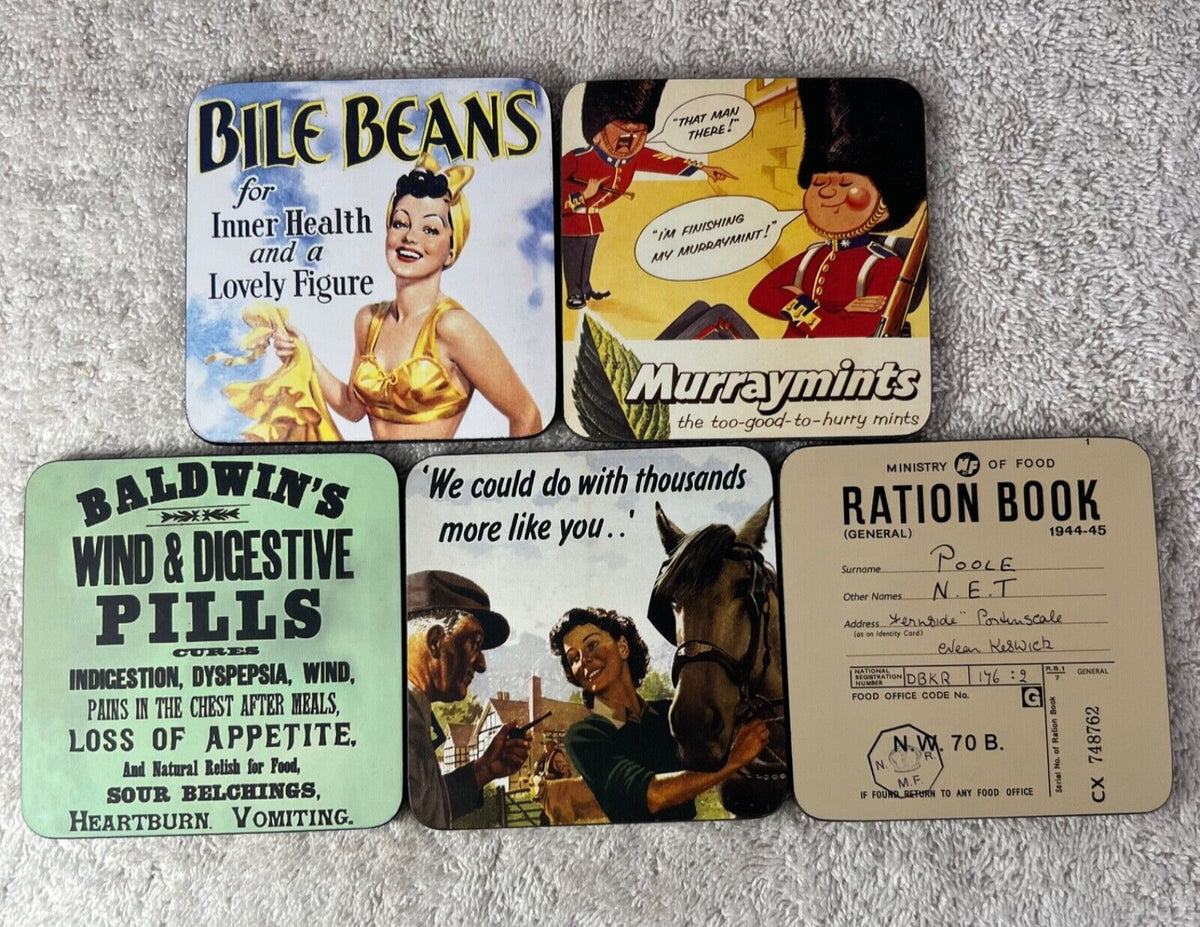 BILE BEANS
for
Inner Health
and a
Lovely Figure
"THAT MAN
THERE!"
"I'M FINISHING
MY MURRAYMINT!"
Murraymints
the too-good-to-hurry mints
BALDWIN'S
WIND & DIGESTIVE
PILLS
CURES
INDIGESTION, DYSPEPSIA, WIND,
PAINS IN THE CHEST AFTER MEALS,
LOSS OF APPETITE,
And Natural Relish for Food,
SOUR BELCHINGS,
HEARTBURN. VOMITING.
'We could do with thousands
more like you..'
1
MINISTRY MF OF FOOD
RATION BOOK
(GENERAL) 1944-45
Surname POOLE
Other Names N.E.T
Address "Fernside" Portinscale
(as on Identity Card)
Near Keswick
NATIONAL REGISTRATION NUMBER DBKR 176 : 2
R.B.1 GENERAL
7
FOOD OFFICE CODE No. G
N.W. 70 B.
N. R.
M.F.
IF FOUND RETURN TO ANY FOOD OFFICE
Serial No. of Ration Book
CX 748762